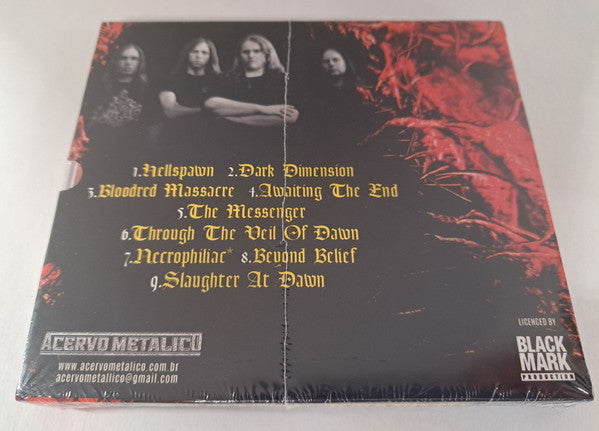 1.Hellspawn 2.Dark Dimension
3.Bloodred Massacre 4.Awaiting The End
5.The Messenger
6.Through The Veil Of Dawn
7.Necrophiliac* 8.Beyond Belief
9.Slaughter At Dawn
ACERVO METALICO
www.acervometalico.com.br
acervometallico@gmail.com
LICENCED BY
BLACK
MARK
PRODUCTION